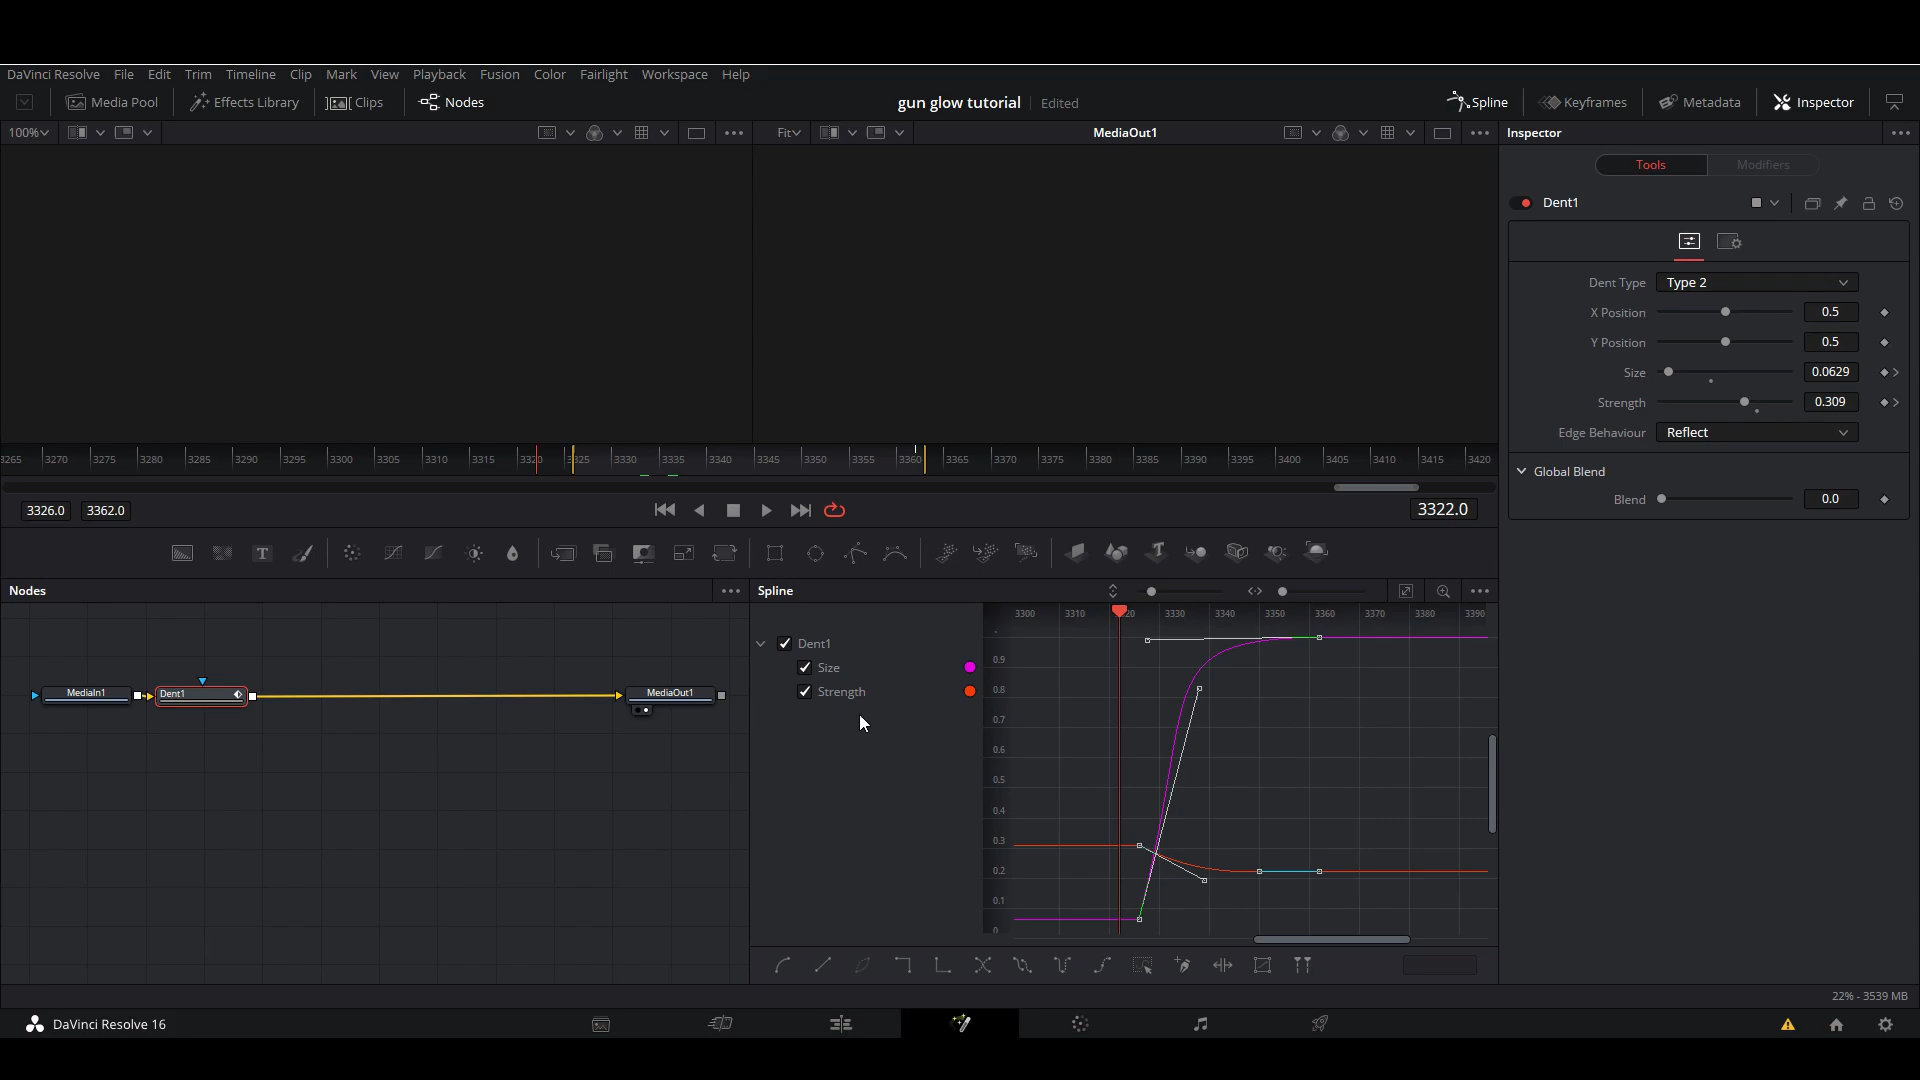 DaVinci Resolve File Edit Trim Timeline Clip Mark View Playback Fusion Color Fairlight Workspace Help
Media Pool Effects Library Clips Nodes gun glow tutorial Edited Spline Keyframes Metadata Inspector
100% Fit MediaOut1 Inspector
Tools Modifiers
Dent1
Dent Type Type 2
X Position 0.5
Y Position 0.5
Size 0.0629
Strength 0.309
Edge Behaviour Reflect
Global Blend
Blend 0.0
3265 3270 3275 3280 3285 3290 3295 3300 3305 3310 3315 3320 3325 3330 3335 3340 3345 3350 3355 3360 3365 3370 3375 3380 3385 3390 3395 3400 3405 3410 3415 3420
3326.0 3362.0 3322.0
T
Nodes Spline
3300 3310 20 3330 3340 3350 3360 3370 3380 3390
Dent1
Size
Strength
0.9
0.8
0.7
0.6
0.5
0.4
0.3
0.2
0.1
0
MediaIn1 Dent1 MediaOut1
22% - 3539 MB
DaVinci Resolve 16